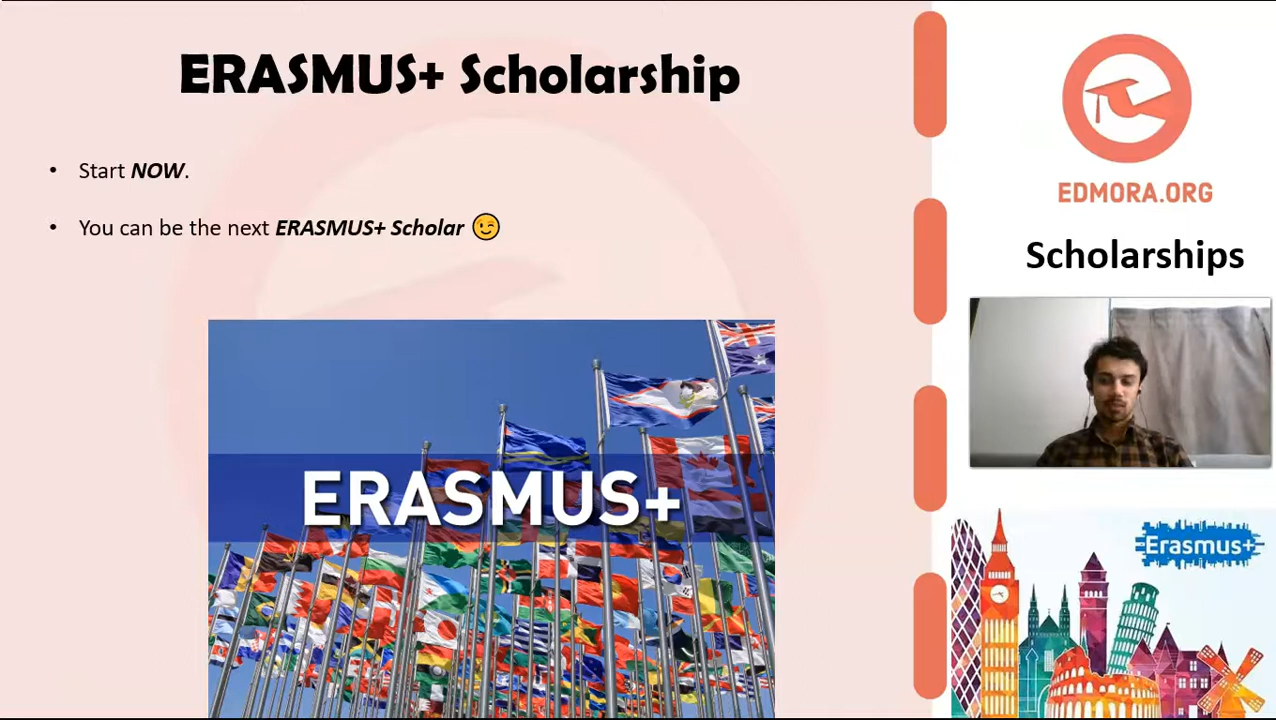 ERASMUS+ Scholarship
• Start NOW.
• You can be the next ERASMUS+ Scholar 😉
ERASMUS+
EDMORA.ORG
Scholarships
Erasmus+